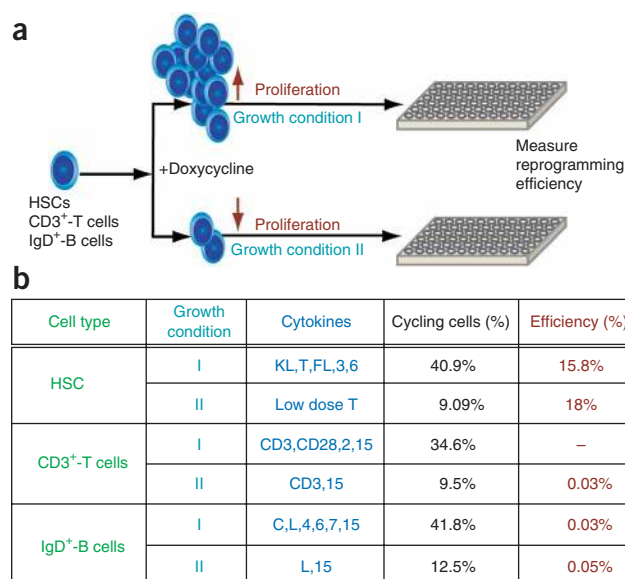 a
Proliferation
Growth condition I
+Doxycycline
HSCs
CD3+-T cells
IgD+-B cells
Proliferation
Growth condition II
Measure
reprogramming
efficiency
b
Cell type Growth condition Cytokines Cycling cells (%) Efficiency (%)
HSC I KL,T,FL,3,6 40.9% 15.8%
II Low dose T 9.09% 18%
CD3+-T cells I CD3,CD28,2,15 34.6% –
II CD3,15 9.5% 0.03%
IgD+-B cells I C,L,4,6,7,15 41.8% 0.03%
II L,15 12.5% 0.05%